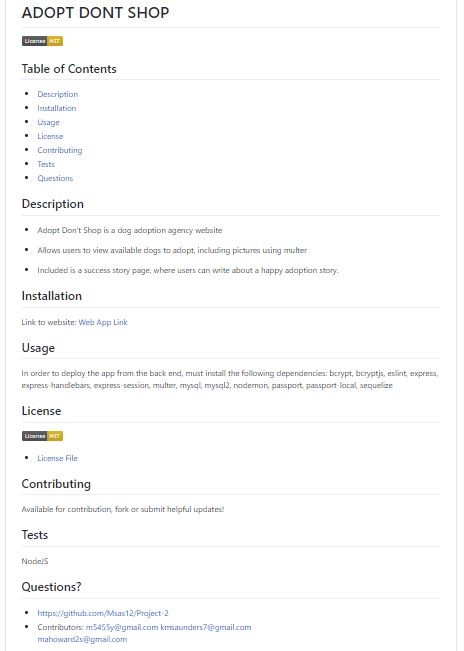 ADOPT DONT SHOP
License MIT
Table of Contents
Description
Installation
Usage
License
Contributing
Tests
Questions
Description
Adopt Don't Shop is a dog adoption agency website
Allows users to view available dogs to adopt, including pictures using multer
Included is a success story page, where users can write about a happy adoption story.
Installation
Link to website: Web App Link
Usage
In order to deploy the app from the back end, must install the following dependencies: bcrypt, bcryptjs, eslint, express,
express-handlebars, express-session, multer, mysql, mysql2, nodemon, passport, passport-local, sequelize
License
License MIT
License File
Contributing
Available for contribution, fork or submit helpful updates!
Tests
NodeJS
Questions?
https://github.com/Msas12/Project-2
Contributors: m5455y@gmail.com kmsaunders7@gmail.com
mahoward2s@gmail.com